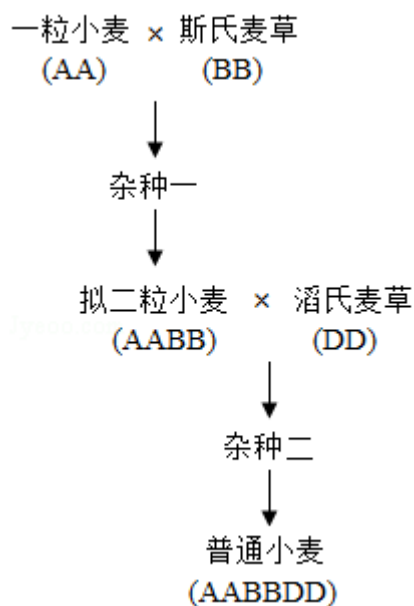 一粒小麦 × 斯氏麦草
(AA) (BB)
杂种一
拟二粒小麦 × 滔氏麦草
(AABB) (DD)
杂种二
普通小麦
(AABBDD)